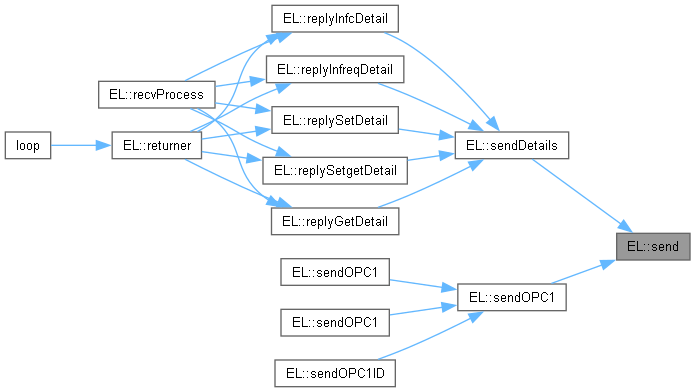 EL::replyInfcDetail
EL::replyInfreqDetail
EL::recvProcess
EL::replySetDetail
loop
EL::returner
EL::sendDetails
EL::replySetgetDetail
EL::replyGetDetail
EL::send
EL::sendOPC1
EL::sendOPC1
EL::sendOPC1
EL::sendOPC1ID